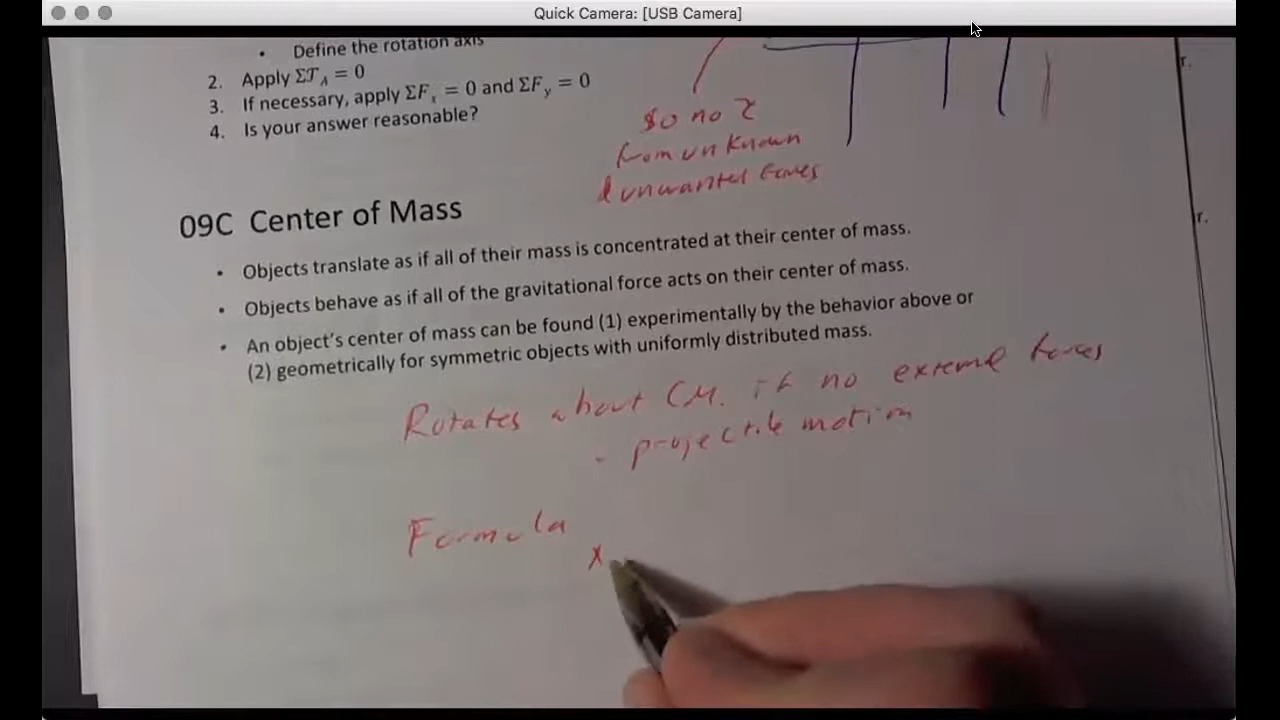 Quick Camera: [USB Camera]
• Define the rotation axis
2. Apply ΣT_A = 0
3. If necessary, apply ΣF_x = 0 and ΣF_y = 0
4. Is your answer reasonable?
so no τ
from unknown
& unwanted forces
r.
r.
09C Center of Mass
• Objects translate as if all of their mass is concentrated at their center of mass.
• Objects behave as if all of the gravitational force acts on their center of mass.
• An object's center of mass can be found (1) experimentally by the behavior above or
(2) geometrically for symmetric objects with uniformly distributed mass.
Rotates about CM. if no external forces
- projectile motion
Formula
x